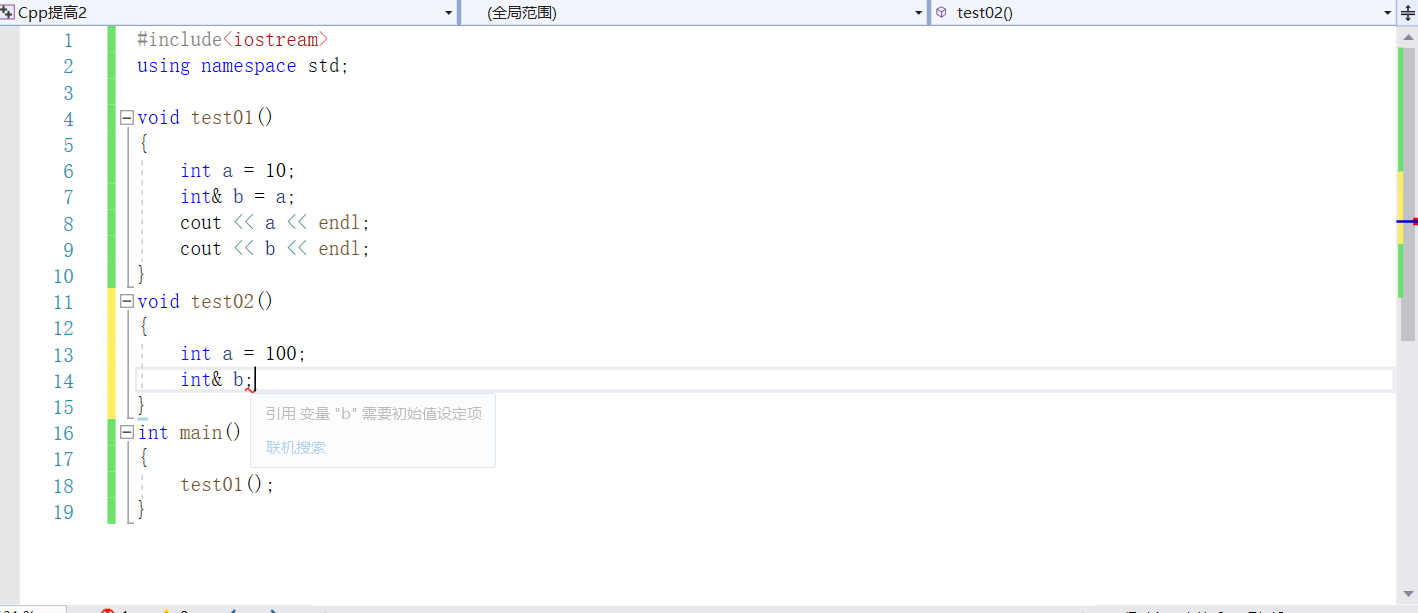 Cpp提高2 (全局范围) test02()
1 #include<iostream>
2 using namespace std;
3
4 void test01()
5 {
6 int a = 10;
7 int& b = a;
8 cout << a << endl;
9 cout << b << endl;
10 }
11 void test02()
12 {
13 int a = 100;
14 int& b;
15 }
引用 变量 "b" 需要初始值设定项
联机搜索
16 int main()
17 {
18 test01();
19 }